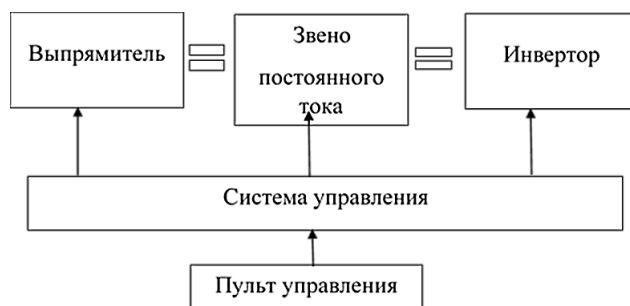 Выпрямитель
Звено
постоянного
тока
Инвертор
Система управления
Пульт управления